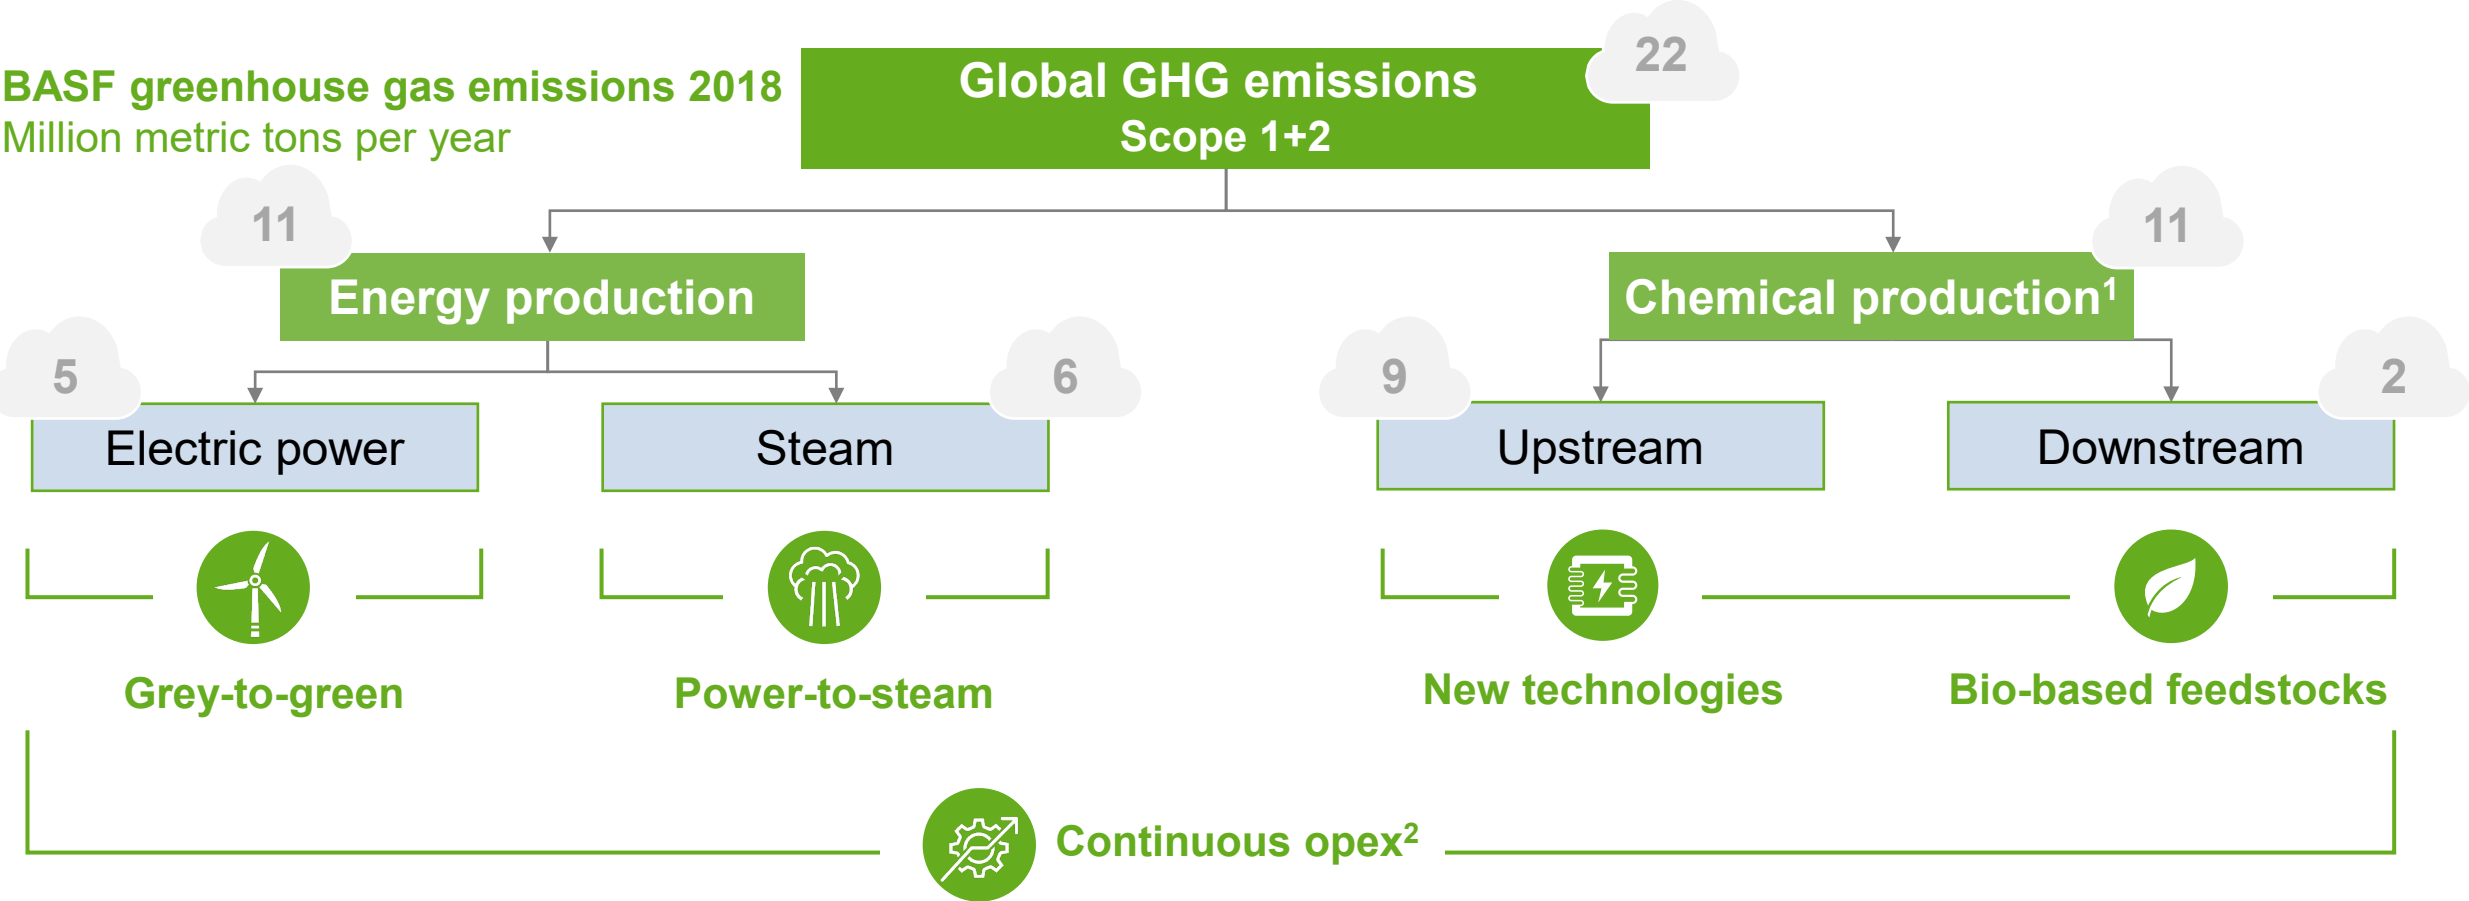 BASF greenhouse gas emissions 2018
Million metric tons per year
Global GHG emissions
Scope 1+2
22
11
Energy production
11
Chemical production¹
5
Electric power
6
Steam
9
Upstream
2
Downstream
Grey-to-green
Power-to-steam
New technologies
Bio-based feedstocks
Continuous opex²